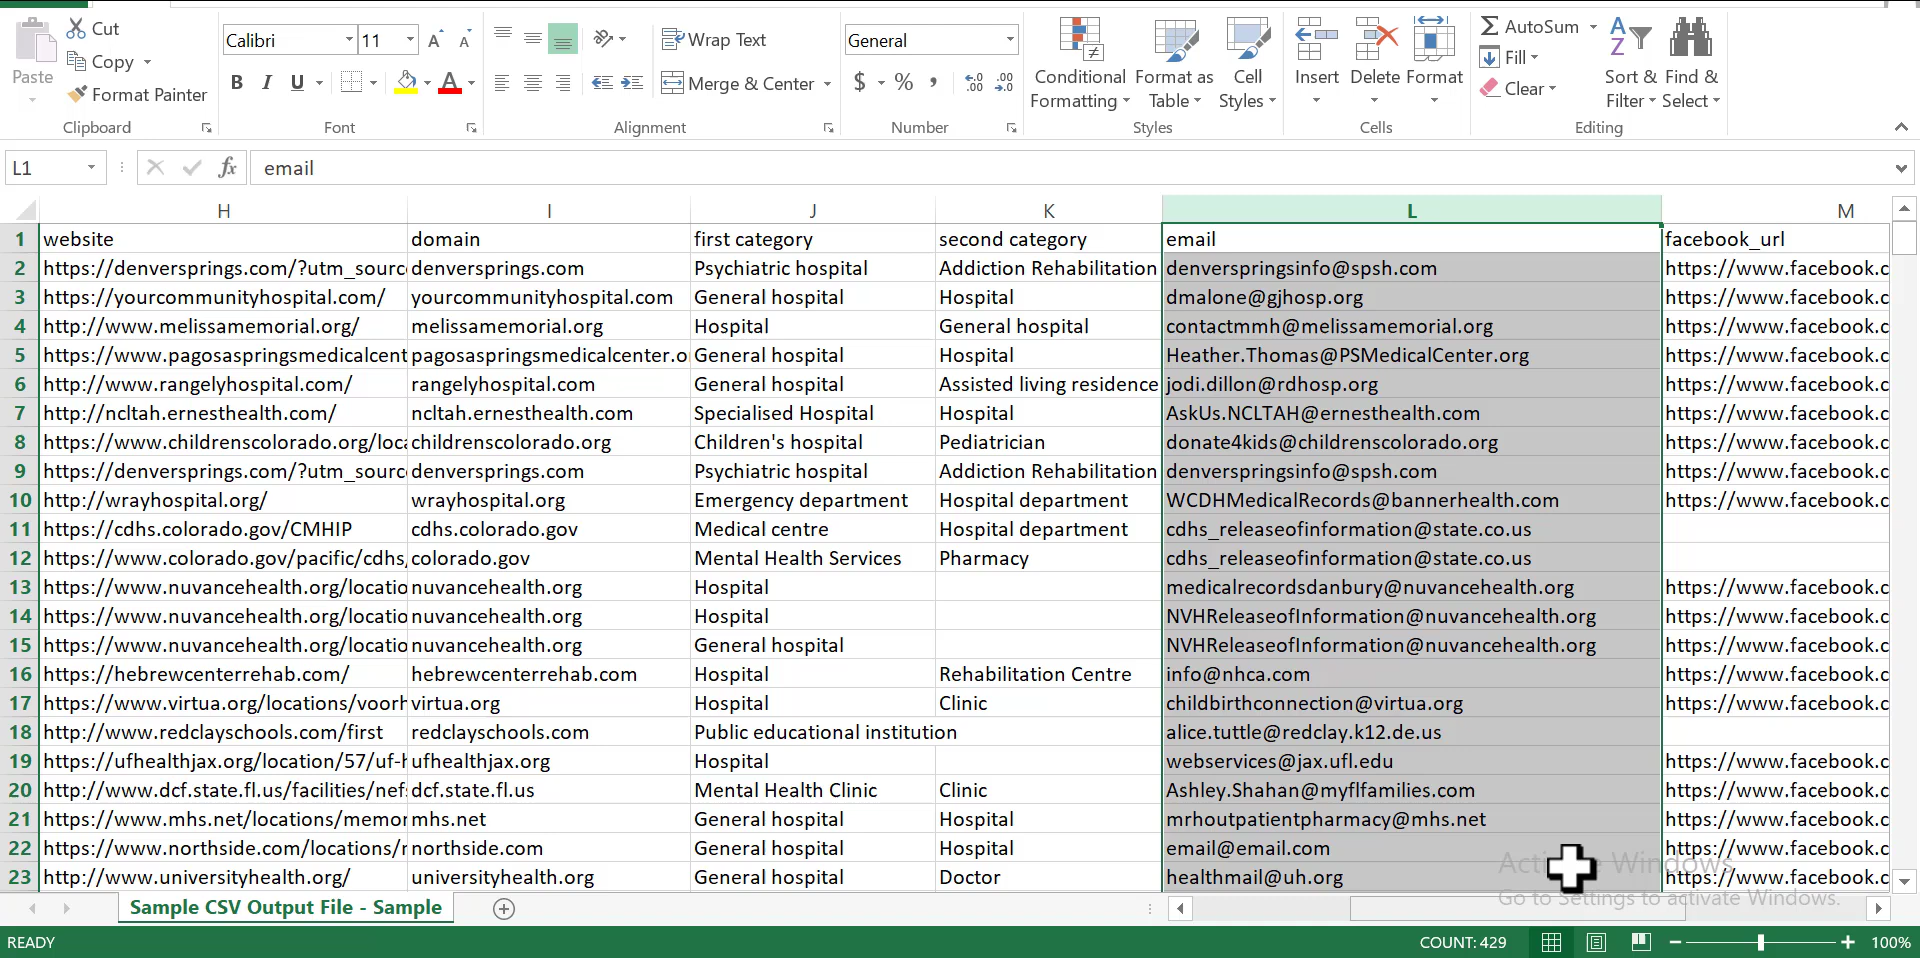 Cut
Copy
Paste
Format Painter
Clipboard
Calibri 11
B I U
Font
Wrap Text
Merge & Center
Alignment
General
$ % ,
Number
Conditional Formatting
Format as Table
Cell Styles
Styles
Insert Delete Format
Cells
AutoSum
Fill
Clear
Sort & Filter
Find & Select
Editing
L1 fx email
H I J K L M
1 website domain first category second category email facebook_url
2 https://denversprings.com/?utm_sourc denversprings.com Psychiatric hospital Addiction Rehabilitation denverspringsinfo@spsh.com https://www.facebook.c
3 https://yourcommunityhospital.com/ yourcommunityhospital.com General hospital Hospital dmalone@gjhosp.org https://www.facebook.c
4 http://www.melissamemorial.org/ melissamemorial.org Hospital General hospital contactmmh@melissamemorial.org https://www.facebook.c
5 https://www.pagosaspringsmedicalcent pagosaspringsmedicalcenter.or General hospital Hospital Heather.Thomas@PSMedicalCenter.org https://www.facebook.c
6 http://www.rangelyhospital.com/ rangelyhospital.com General hospital Assisted living residence jodi.dillon@rdhosp.org https://www.facebook.c
7 http://ncltah.ernesthealth.com/ ncltah.ernesthealth.com Specialised Hospital Hospital AskUs.NCLTAH@ernesthealth.com https://www.facebook.c
8 https://www.childrenscolorado.org/loca childrenscolorado.org Children's hospital Pediatrician donate4kids@childrenscolorado.org https://www.facebook.c
9 https://denversprings.com/?utm_sourc denversprings.com Psychiatric hospital Addiction Rehabilitation denverspringsinfo@spsh.com https://www.facebook.c
10 http://wrayhospital.org/ wrayhospital.org Emergency department Hospital department WCDHMedicalRecords@bannerhealth.com https://www.facebook.c
11 https://cdhs.colorado.gov/CMHIP cdhs.colorado.gov Medical centre Hospital department cdhs_releaseofinformation@state.co.us
12 https://www.colorado.gov/pacific/cdhs/ colorado.gov Mental Health Services Pharmacy cdhs_releaseofinformation@state.co.us
13 https://www.nuvancehealth.org/locatio nuvancehealth.org Hospital medicalrecordsdanbury@nuvancehealth.org https://www.facebook.c
14 https://www.nuvancehealth.org/locatio nuvancehealth.org Hospital NVHReleaseofInformation@nuvancehealth.org https://www.facebook.c
15 https://www.nuvancehealth.org/locatio nuvancehealth.org General hospital NVHReleaseofInformation@nuvancehealth.org https://www.facebook.c
16 https://hebrewcenterrehab.com/ hebrewcenterrehab.com Hospital Rehabilitation Centre info@nhca.com https://www.facebook.c
17 https://www.virtua.org/locations/voorh virtua.org Hospital Clinic childbirthconnection@virtua.org https://www.facebook.c
18 http://www.redclayschools.com/first redclayschools.com Public educational institution alice.tuttle@redclay.k12.de.us
19 https://ufhealthjax.org/location/57/uf-h ufhealthjax.org Hospital webservices@jax.ufl.edu https://www.facebook.c
20 http://www.dcf.state.fl.us/facilities/nefs dcf.state.fl.us Mental Health Clinic Clinic Ashley.Shahan@myflfamilies.com https://www.facebook.c
21 https://www.mhs.net/locations/memor mhs.net General hospital Hospital mrhoutpatientpharmacy@mhs.net https://www.facebook.c
22 https://www.northside.com/locations/n northside.com General hospital Hospital email@email.com https://www.facebook.c
23 http://www.universityhealth.org/ universityhealth.org General hospital Doctor healthmail@uh.org https://www.facebook.c
Activate Windows
Go to Settings to activate Windows.
Sample CSV Output File - Sample
READY COUNT: 429 100%